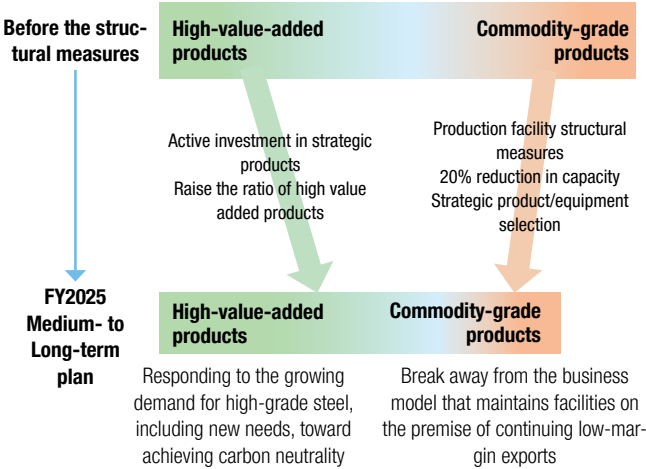 Before the struc-
tural measures
High-value-added
products
Commodity-grade
products
Active investment in strategic
products
Raise the ratio of high value
added products
Production facility structural
measures
20% reduction in capacity
Strategic product/equipment
selection
FY2025
Medium- to
Long-term
plan
High-value-added
products
Commodity-grade
products
Responding to the growing
demand for high-grade steel,
including new needs, toward
achieving carbon neutrality
Break away from the business
model that maintains facilities on
the premise of continuing low-mar-
gin exports